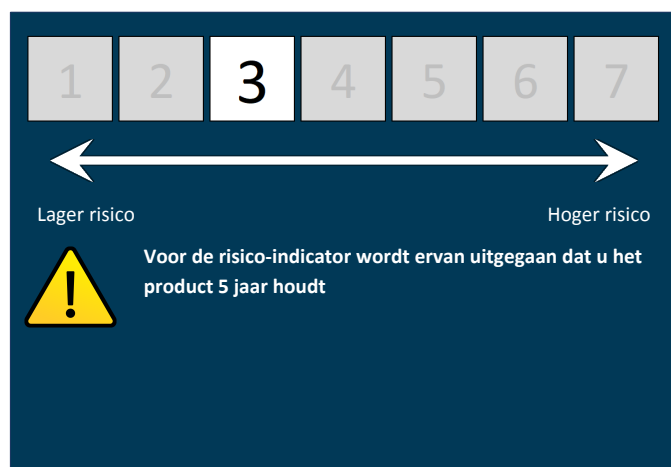 1 2 3 4 5 6 7
Lager risico Hoger risico
Voor de risico-indicator wordt ervan uitgegaan dat u het
product 5 jaar houdt